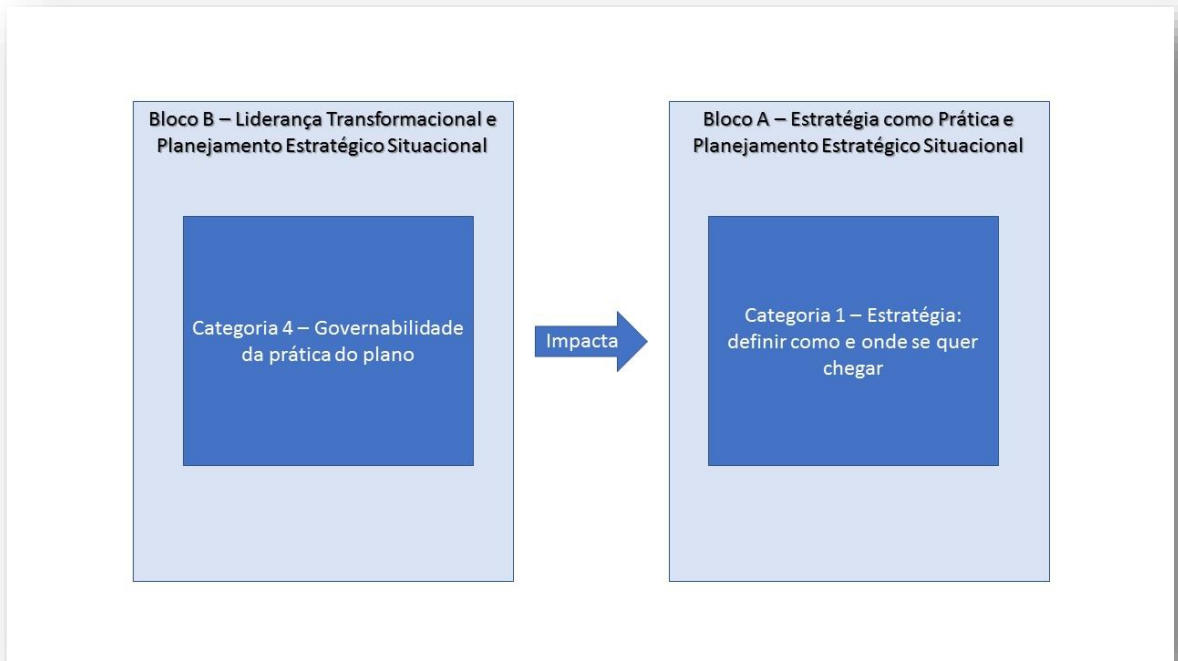 Bloco B – Liderança Transformacional e
Planejamento Estratégico Situacional
Categoria 4 – Governabilidade
da prática do plano
Impacta
Bloco A – Estratégia como Prática e
Planejamento Estratégico Situacional
Categoria 1 – Estratégia:
definir como e onde se quer
chegar